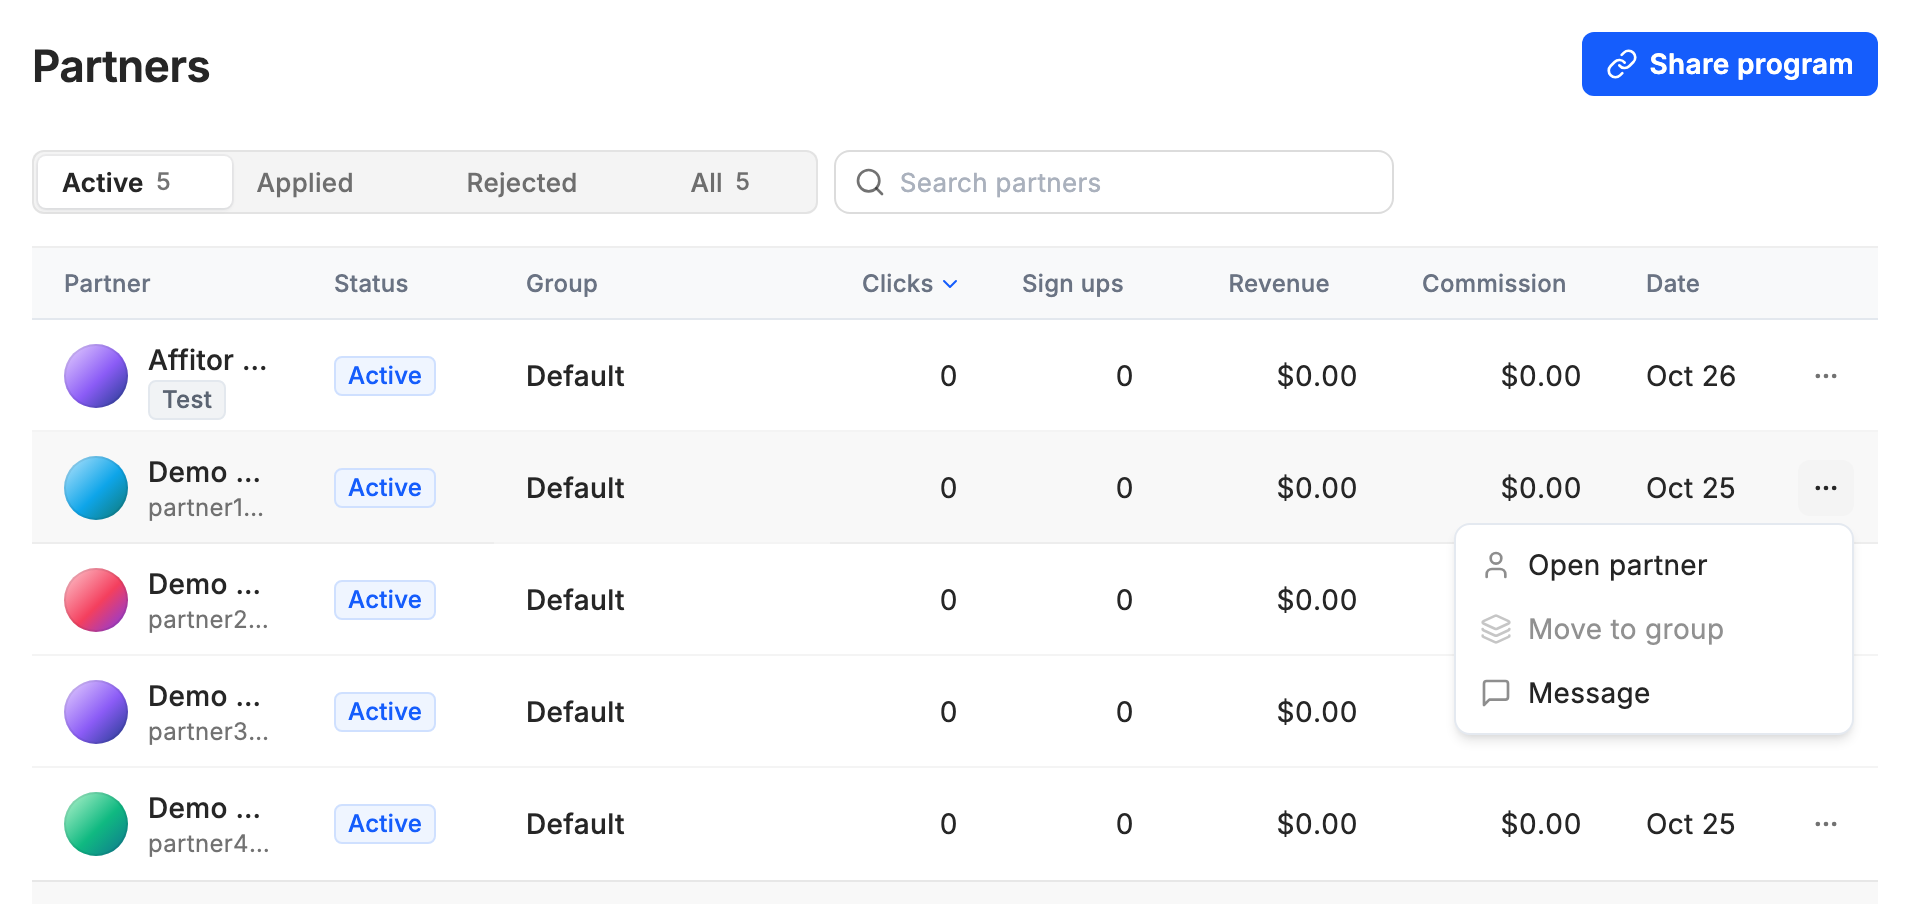 Partners
Share program
Active 5 Applied Rejected All 5
Search partners
Partner Status Group Clicks Sign ups Revenue Commission Date
Affitor ... Active Default 0 0 $0.00 $0.00 Oct 26
Test
Demo ... Active Default 0 0 $0.00 $0.00 Oct 25
partner1...
Demo ... Active Default 0 0 $0.00
partner2...
Demo ... Active Default 0 0 $0.00
partner3...
Demo ... Active Default 0 0 $0.00 $0.00 Oct 25
partner4...
Open partner
Move to group
Message